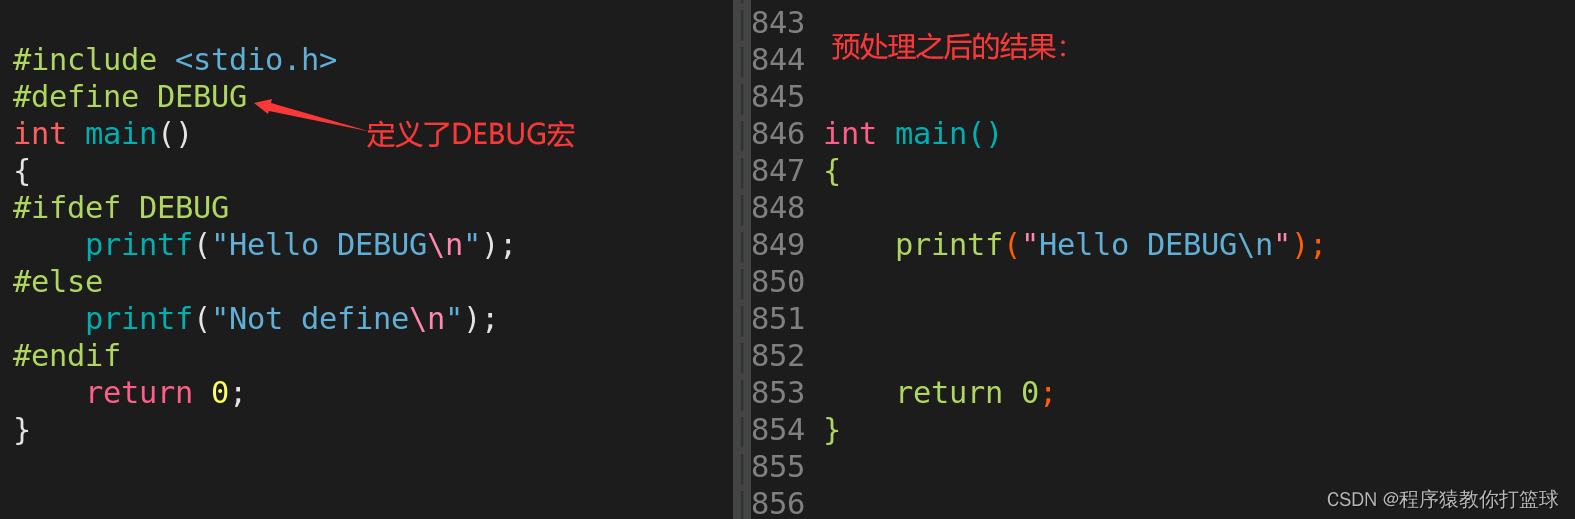 #include <stdio.h>
#define DEBUG
int main()
定义了DEBUG宏
{
#ifdef DEBUG
    printf("Hello DEBUG\n");
#else
    printf("Not define\n");
#endif
    return 0;
}
843
844 预处理之后的结果：
845
846 int main()
847 {
848
849     printf("Hello DEBUG\n");
850
851
852
853     return 0;
854 }
855
856
CSDN @程序猿教你打篮球